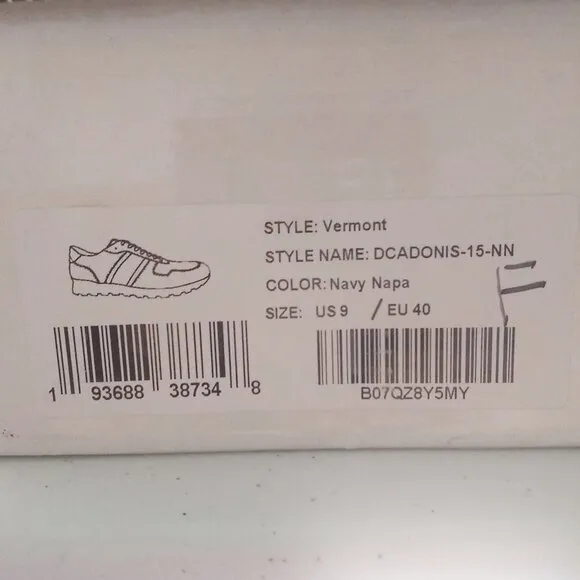 STYLE: Vermont
STYLE NAME: DCADONIS-15-NN
COLOR: Navy Napa
SIZE: US 9 / EU 40
F
1 93688 38734 8
B07QZ8Y5MY